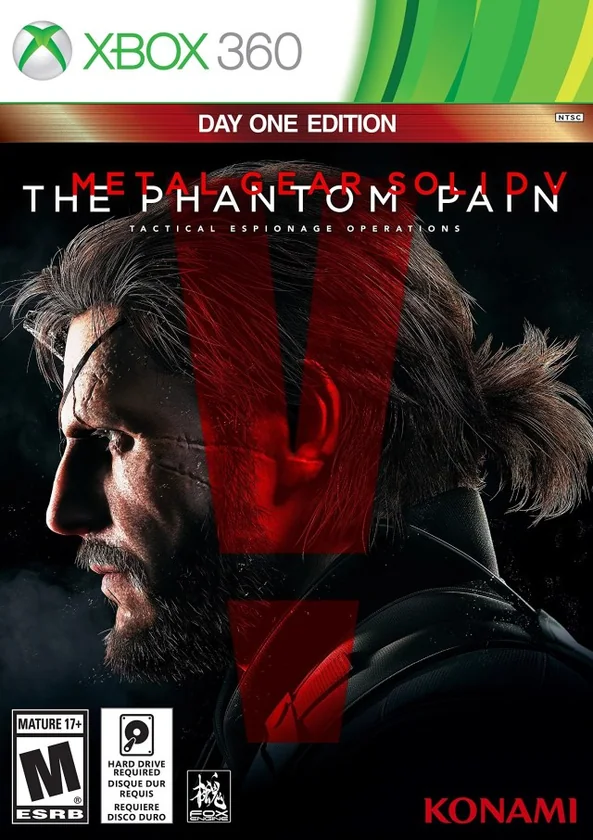 XBOX 360
DAY ONE EDITION
NTSC
METAL GEAR SOLID V
THE PHANTOM PAIN
TACTICAL ESPIONAGE OPERATIONS
MATURE 17+
M
®
ESRB
HARD DRIVE
REQUIRED
DISQUE DUR
REQUIS
REQUIERE
DISCO DURO
FOX
ENGINE
KONAMI